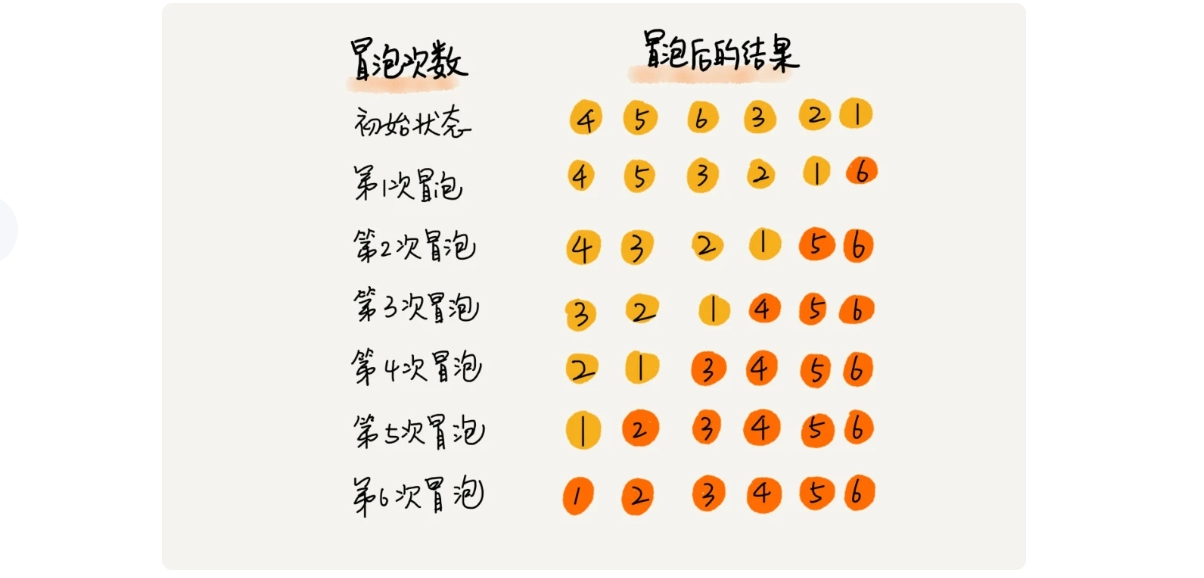 冒泡次数 冒泡后的结果
初始状态 4 5 6 3 2 1
第1次冒泡 4 5 3 2 1 6
第2次冒泡 4 3 2 1 5 6
第3次冒泡 3 2 1 4 5 6
第4次冒泡 2 1 3 4 5 6
第5次冒泡 1 2 3 4 5 6
第6次冒泡 1 2 3 4 5 6